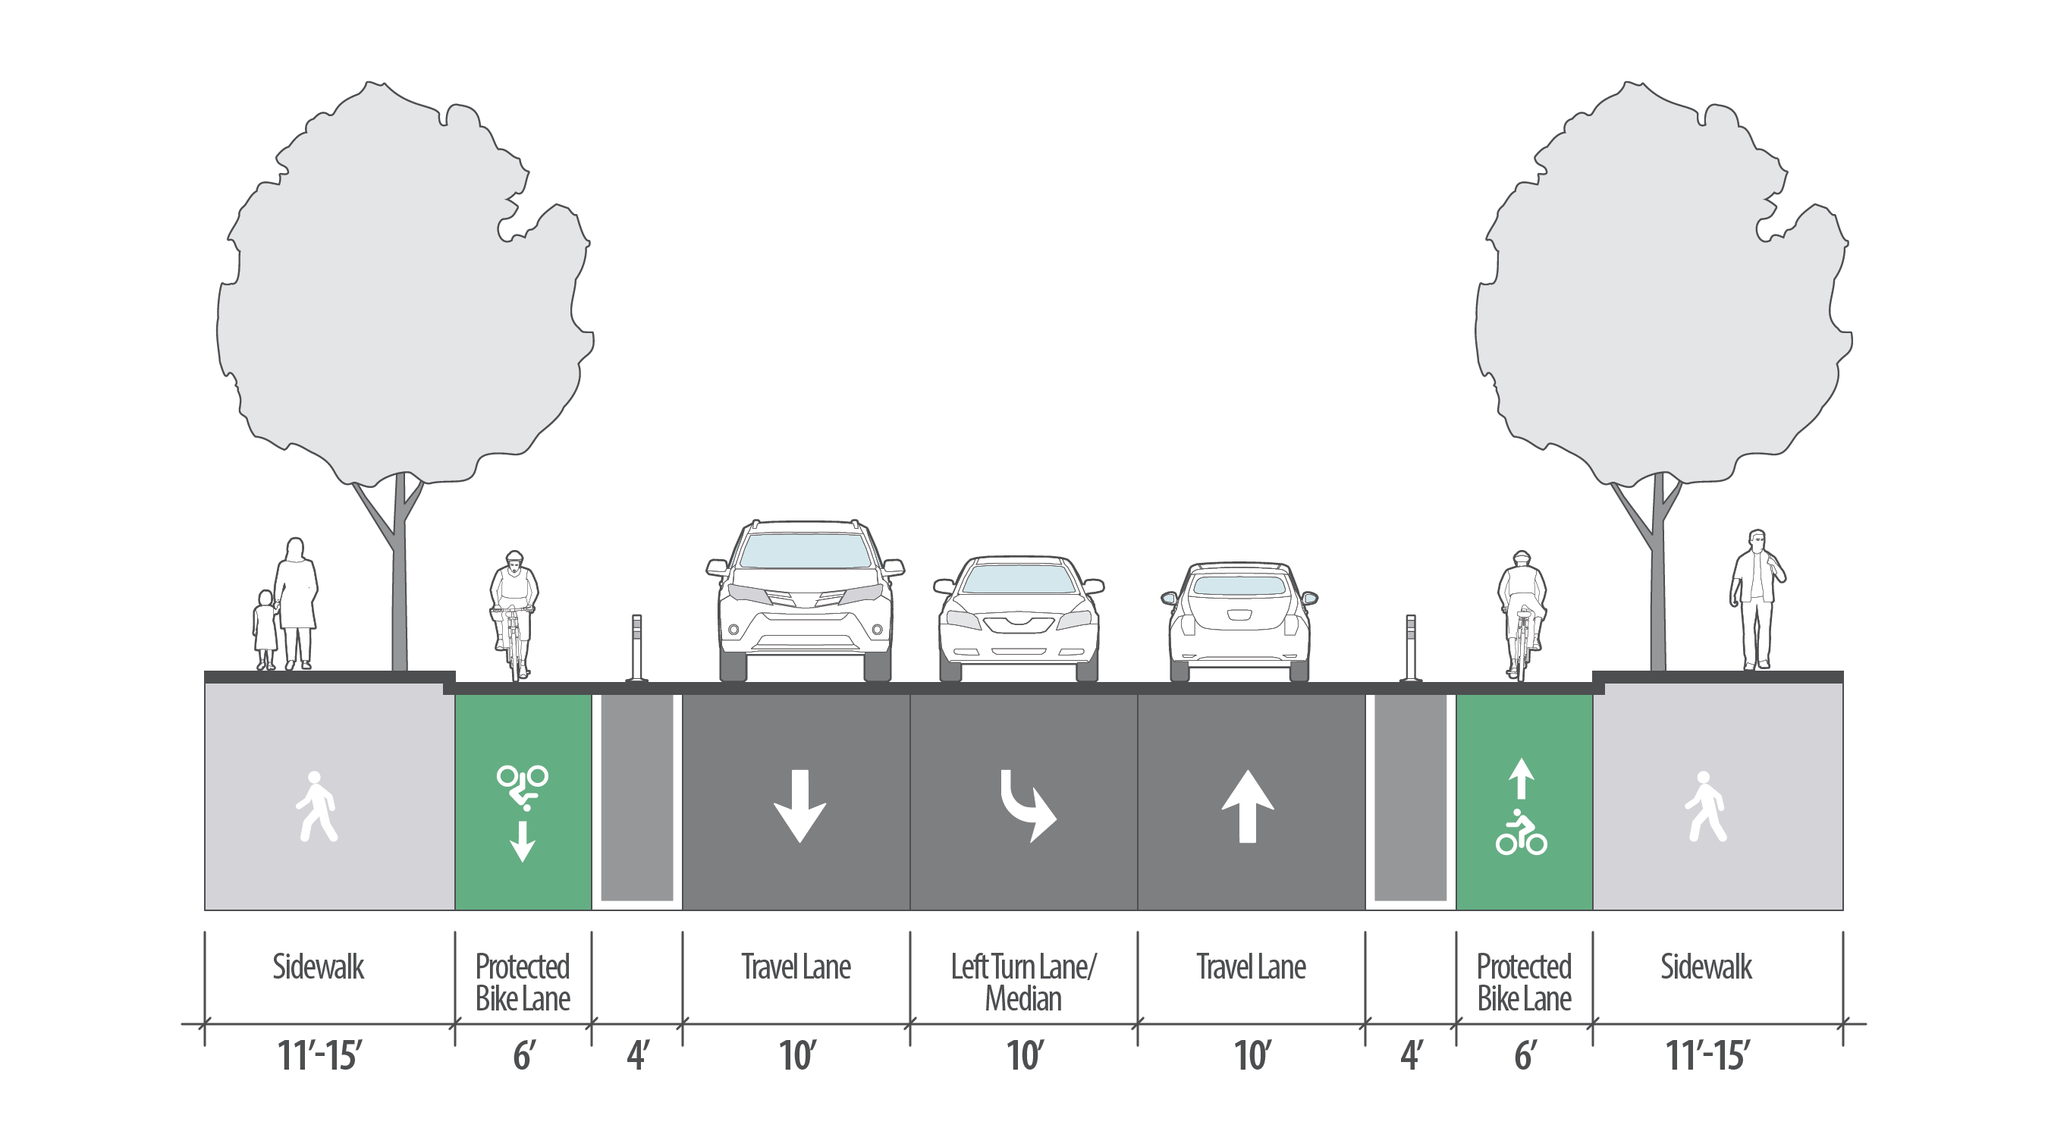 Sidewalk
Protected
Bike Lane
Travel Lane
Left Turn Lane/
Median
Travel Lane
Protected
Bike Lane
Sidewalk
11’-15’
6’
4’
10’
10’
10’
4’
6’
11’-15’